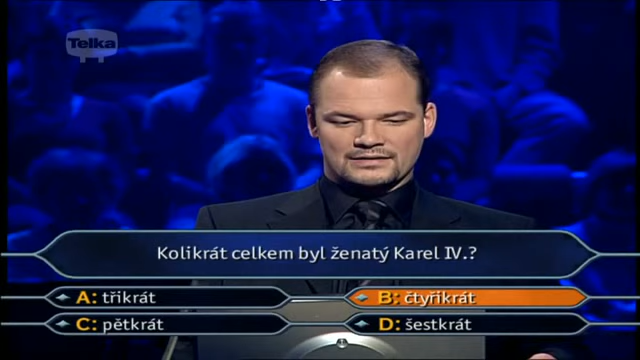 Telka
Kolikrát celkem byl ženatý Karel IV.?
A: třikrát
B: čtyřikrát
C: pětkrát
D: šestkrát